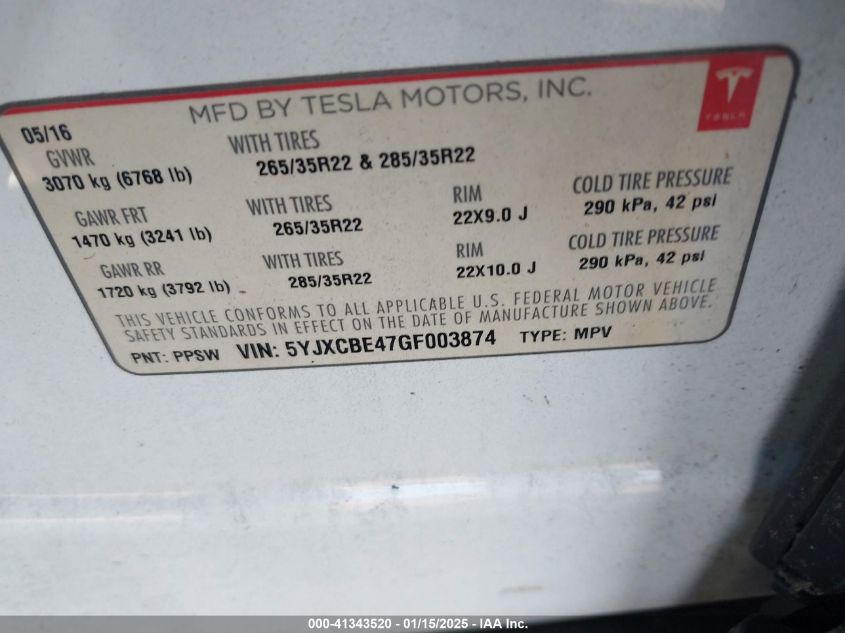 MFD BY TESLA MOTORS, INC.
TESLA
05/16
GVWR WITH TIRES
3070 kg (6768 lb) 265/35R22 & 285/35R22
GAWR FRT WITH TIRES RIM COLD TIRE PRESSURE
1470 kg (3241 lb) 265/35R22 22X9.0 J 290 kPa, 42 psi
GAWR RR WITH TIRES RIM COLD TIRE PRESSURE
1720 kg (3792 lb) 285/35R22 22X10.0 J 290 kPa, 42 psi
THIS VEHICLE CONFORMS TO ALL APPLICABLE U.S. FEDERAL MOTOR VEHICLE
SAFETY STANDARDS IN EFFECT ON THE DATE OF MANUFACTURE SHOWN ABOVE.
PNT: PPSW VIN: 5YJXCBE47GF003874 TYPE: MPV
000-41343520 - 01/15/2025 - IAA Inc.